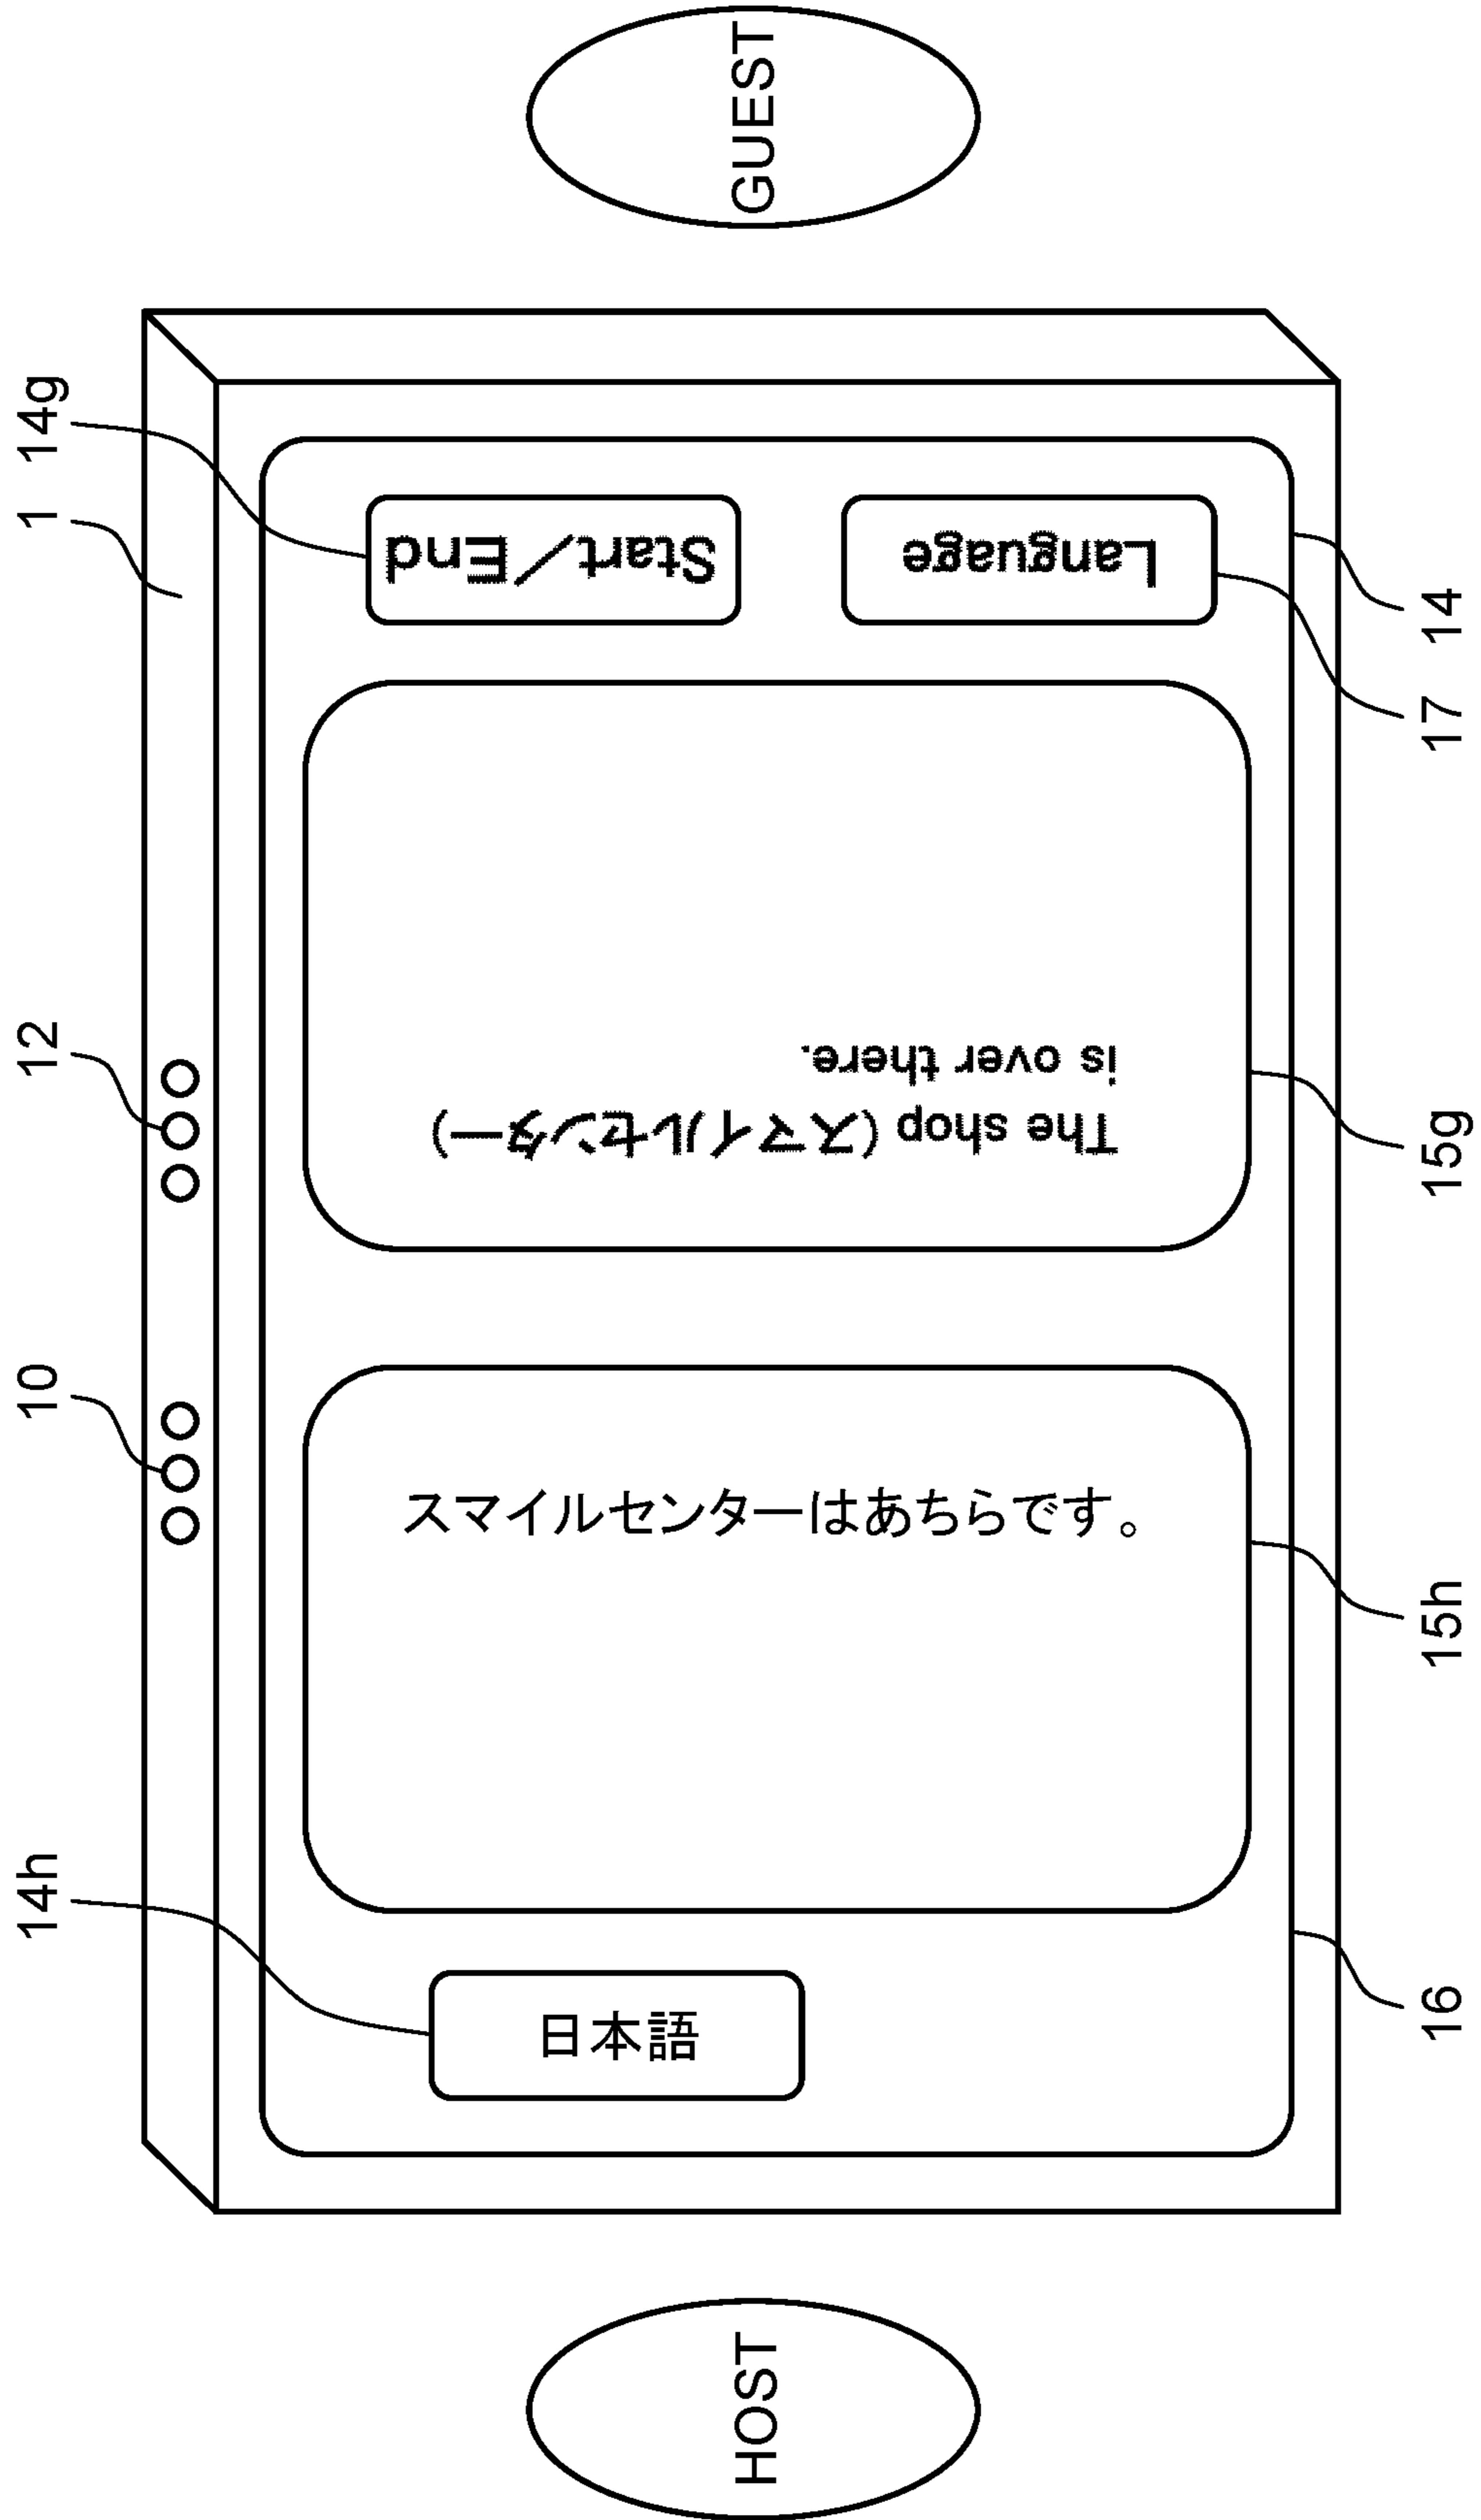 GUEST
14g
1
Start／End
Language
14
17
12
The shop (スマイルセンター)
is over there.
15g
10
スマイルセンターはあちらです。
15h
14h
日本語
16
HOST